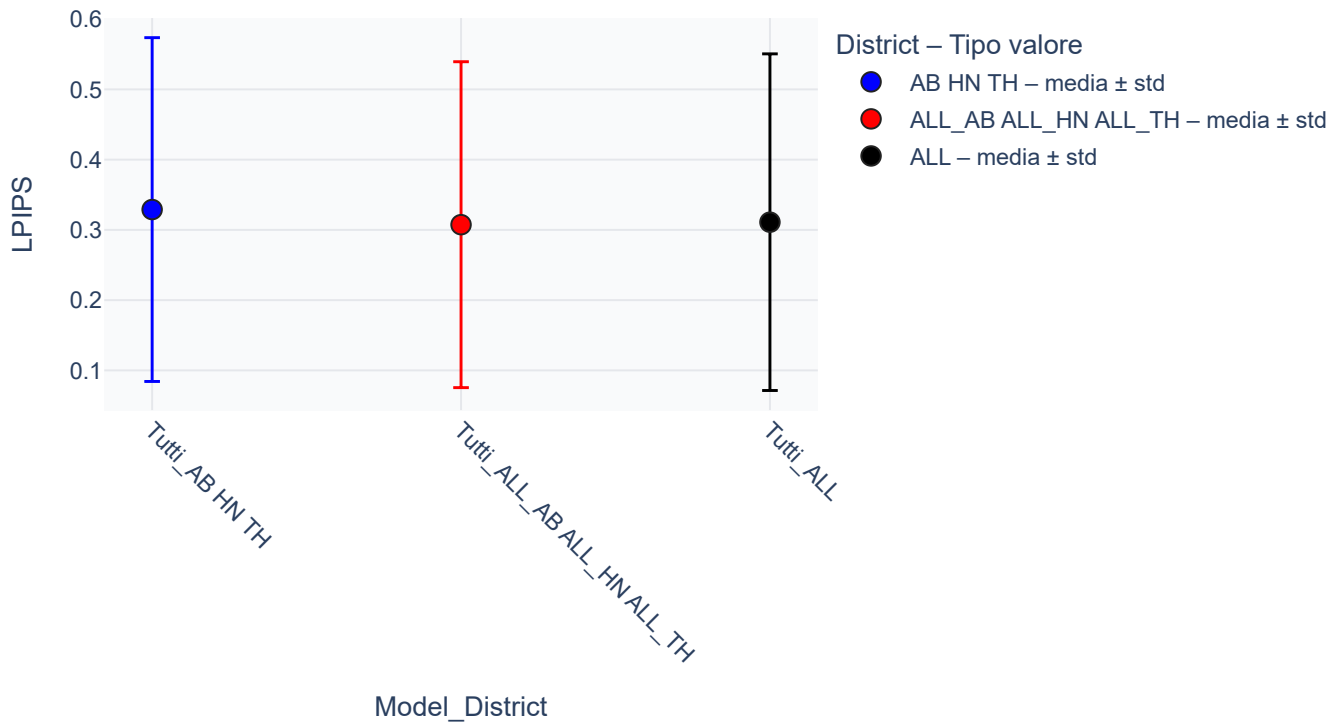 0.6
0.5
0.4
0.3
0.2
0.1
LPIPS
Tutti_AB HN TH
Tutti_ALL_AB ALL_HN ALL_TH
Tutti_ALL
Model_District
District – Tipo valore
AB HN TH – media ± std
ALL_AB ALL_HN ALL_TH – media ± std
ALL – media ± std